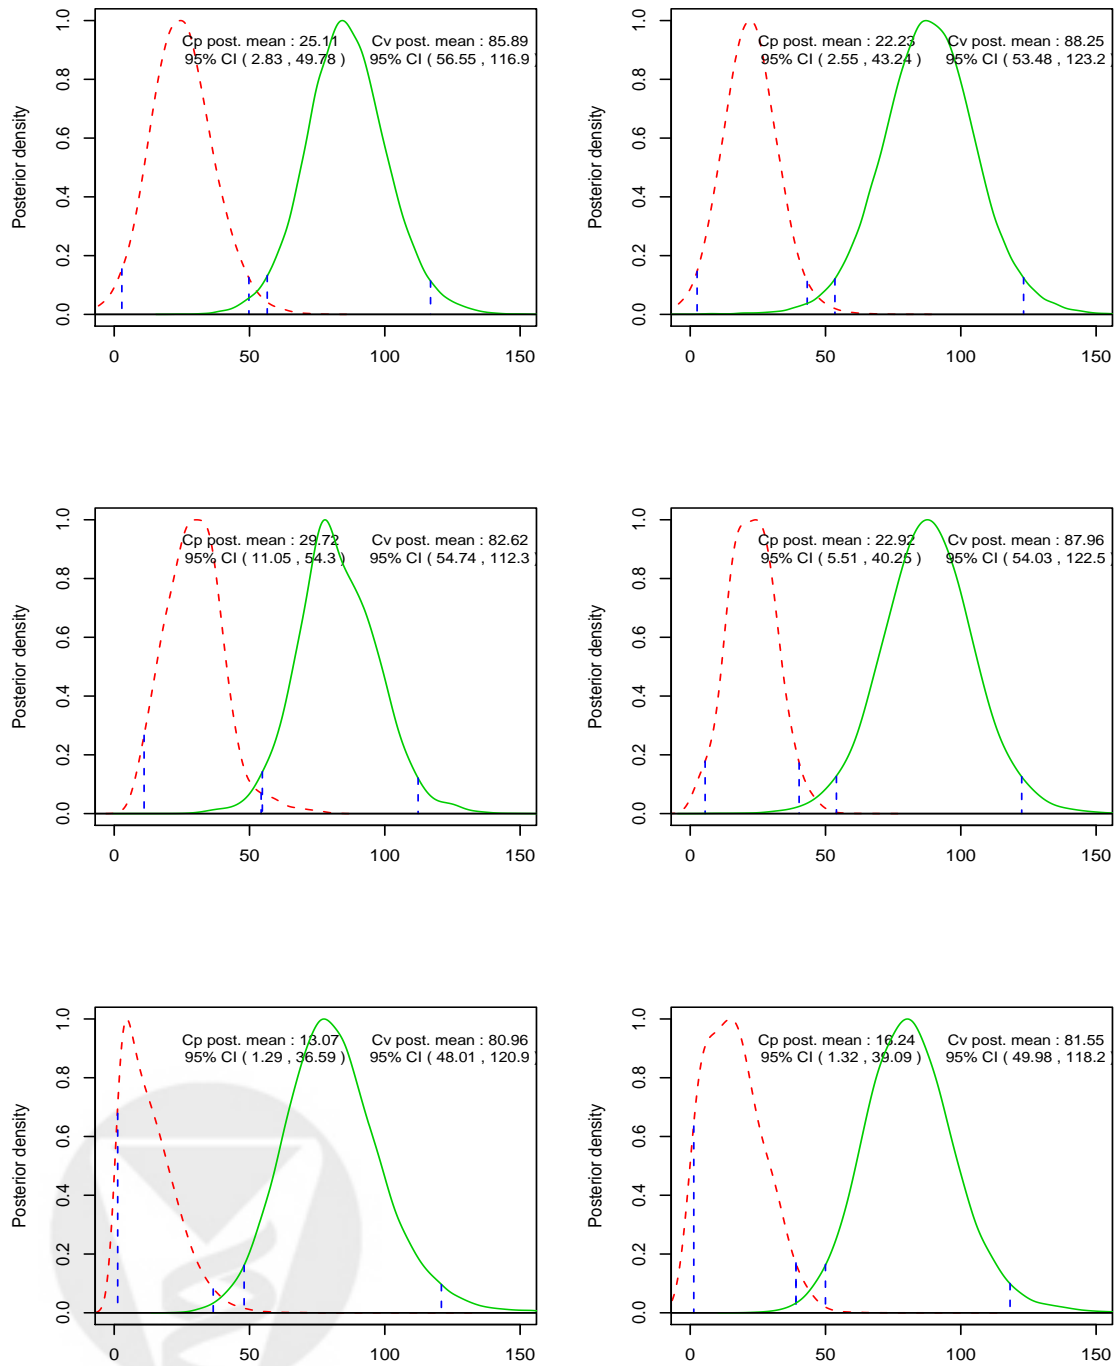 Cp post. mean : 25.11 Cv post. mean : 85.89
95% CI ( 2.83 , 49.78 ) 95% CI ( 56.55 , 116.9 )
Posterior density
0.0 0.2 0.4 0.6 0.8 1.0
0 50 100 150
Cp post. mean : 22.23 Cv post. mean : 88.25
95% CI ( 2.55 , 43.24 ) 95% CI ( 53.48 , 123.2
Posterior density
0.0 0.2 0.4 0.6 0.8 1.0
0 50 100 150
Cp post. mean : 29.72 Cv post. mean : 82.62
95% CI ( 11.05 , 54.3 ) 95% CI ( 54.74 , 112.3 )
Posterior density
0.0 0.2 0.4 0.6 0.8 1.0
0 50 100 150
Cp post. mean : 22.92 Cv post. mean : 87.96
95% CI ( 5.51 , 40.25 ) 95% CI ( 54.03 , 122.5
Posterior density
0.0 0.2 0.4 0.6 0.8 1.0
0 50 100 150
Cp post. mean : 13.07 Cv post. mean : 80.96
95% CI ( 1.29 , 36.59 ) 95% CI ( 48.01 , 120.9 )
Posterior density
0.0 0.2 0.4 0.6 0.8 1.0
0 50 100 150
Cp post. mean : 16.24 Cv post. mean : 81.55
95% CI ( 1.32 , 39.09 ) 95% CI ( 49.98 , 118.2
Posterior density
0.0 0.2 0.4 0.6 0.8 1.0
0 50 100 150